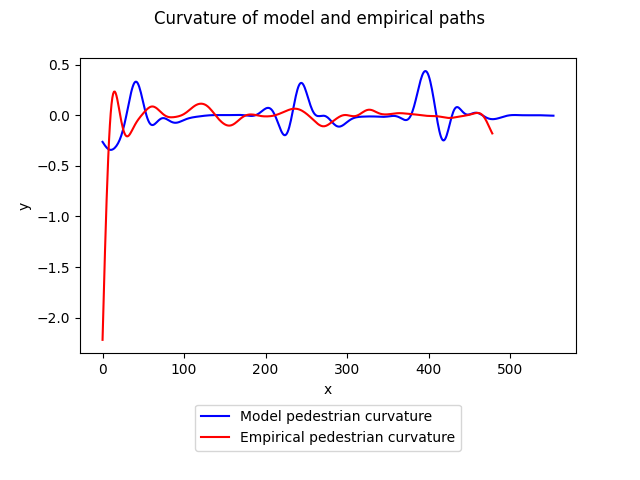 Curvature of model and empirical paths
0.5
0.0
−0.5
−1.0
−1.5
−2.0
y
0 100 200 300 400 500
x
Model pedestrian curvature
Empirical pedestrian curvature